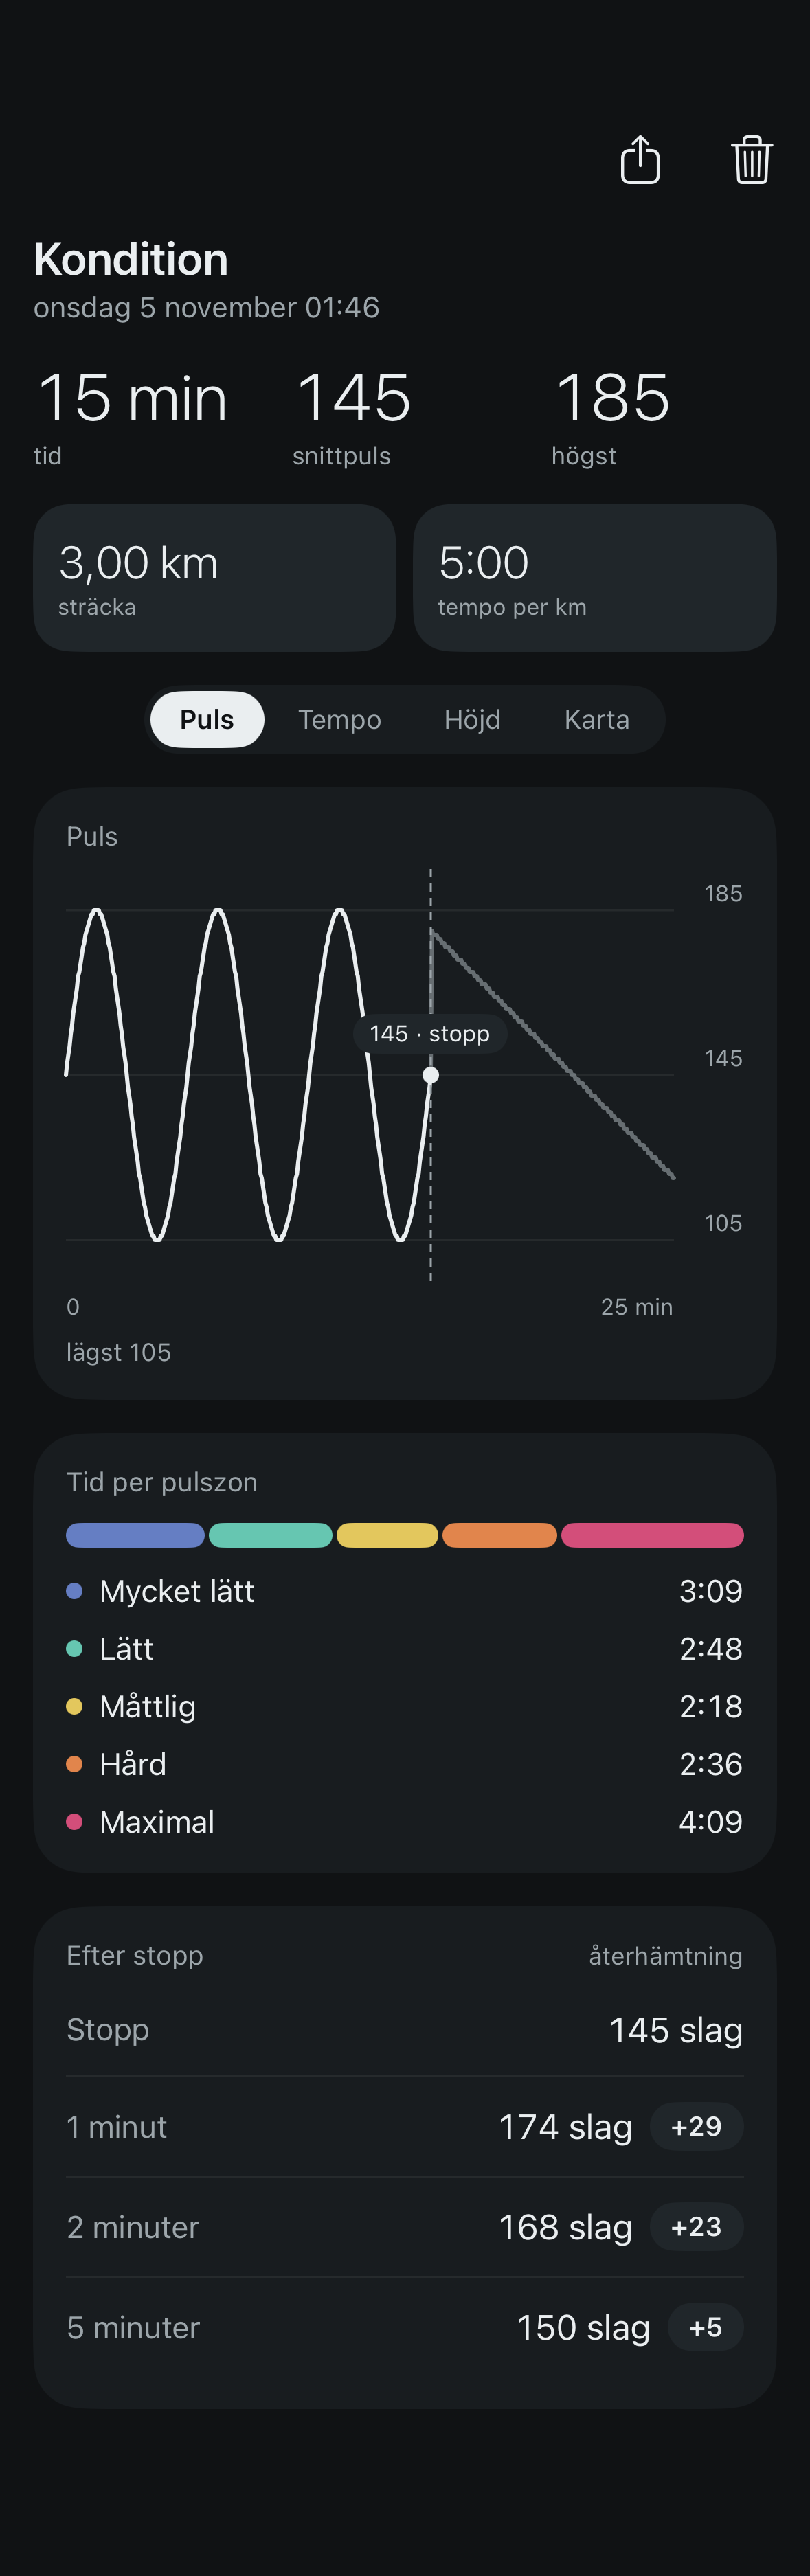 Kondition
onsdag 5 november 01:46
15 min 145 185
tid snittpuls högst
3,00 km 5:00
sträcka tempo per km
Puls Tempo Höjd Karta
Puls
185
145 · stopp
145
105
0 25 min
lägst 105
Tid per pulszon
Mycket lätt 3:09
Lätt 2:48
Måttlig 2:18
Hård 2:36
Maximal 4:09
Efter stopp återhämtning
Stopp 145 slag
1 minut 174 slag +29
2 minuter 168 slag +23
5 minuter 150 slag +5